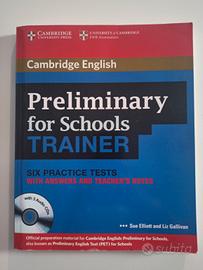 CAMBRIDGE UNIVERSITY PRESS
UNIVERSITY of CAMBRIDGE
ESOL Examinations
Cambridge English
Preliminary
for Schools
TRAINER
SIX PRACTICE TESTS
WITH ANSWERS AND TEACHER'S NOTES
Sue Elliott and Liz Gallivan
Official preparation material for Cambridge English Preliminary for Schools,
also known as Preliminary English Test (PET) for Schools
subito